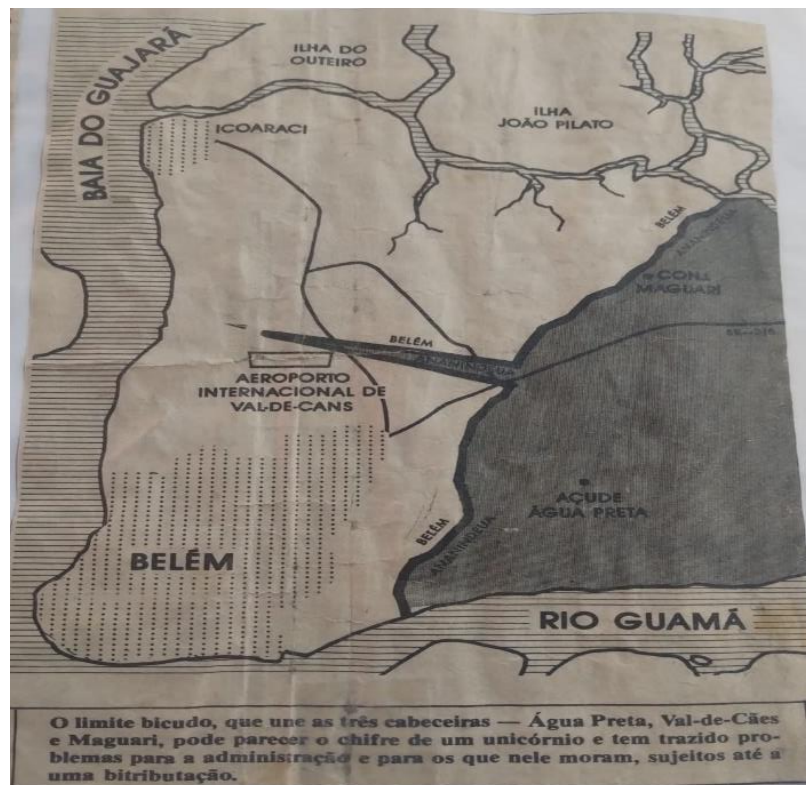 BAIA DO GUAJARÁ
ILHA DO
OUTEIRO
ICOARACI
ILHA
JOÃO PILATO
BELÉM
ANANINDEUA
CONJ.
MAGUARI
BELÉM
ANANINDEUA
AEROPORTO
INTERNACIONAL DE
VAL-DE-CANS
AÇUDE
ÁGUA PRETA
BELÉM
ANANINDEUA
BELÉM
RIO GUAMÁ
O limite bicudo, que une as três cabeceiras — Água Preta, Val-de-Cães
e Maguari, pode parecer o chifre de um unicórnio e tem trazido pro-
blemas para a administração e para os que nele moram, sujeitos até a
uma bitributação.